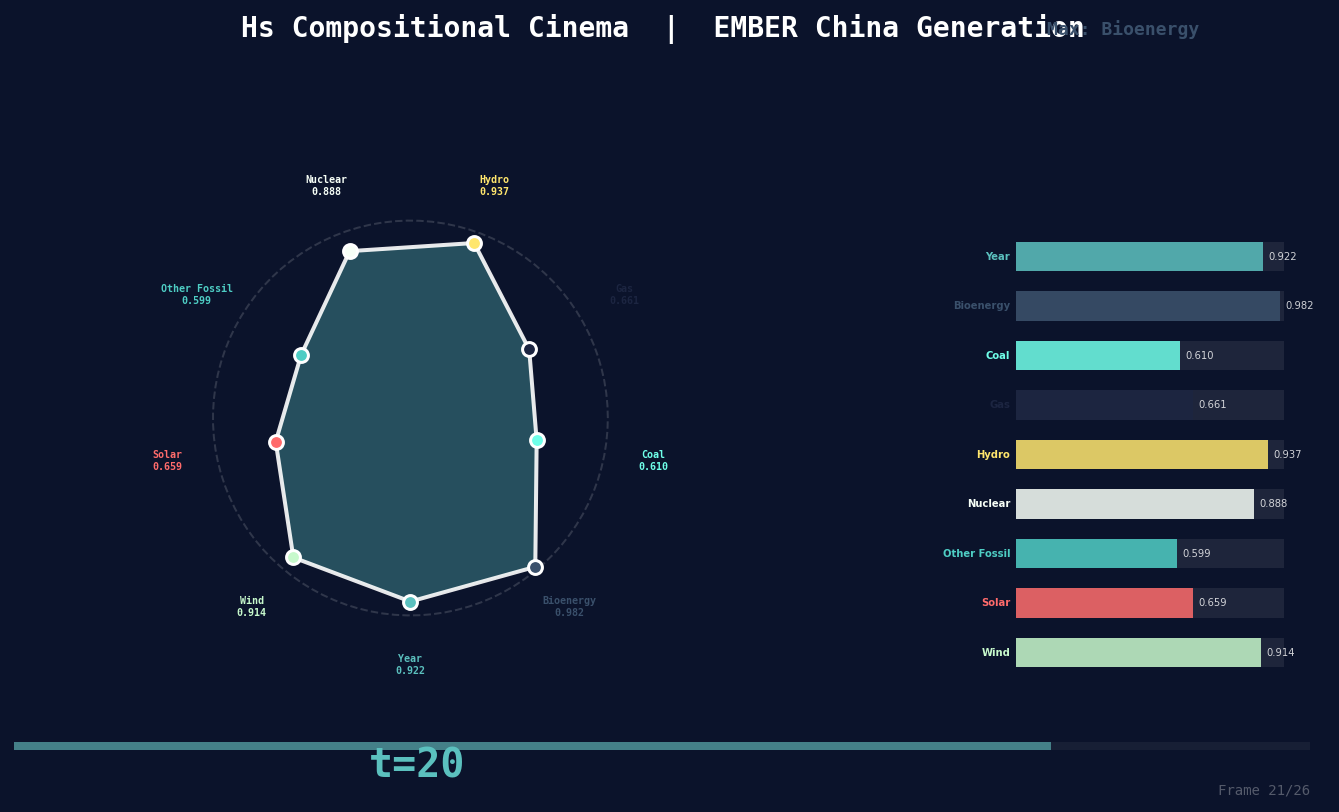 Hs Compositional Cinema | EMBER China Generation
Max: Bioenergy
Nuclear
0.888
Hydro
0.937
Other Fossil
0.599
Gas
0.661
Solar
0.659
Coal
0.610
Wind
0.914
Bioenergy
0.982
Year
0.922
Year 0.922
Bioenergy 0.982
Coal 0.610
Gas 0.661
Hydro 0.937
Nuclear 0.888
Other Fossil 0.599
Solar 0.659
Wind 0.914
t=20
Frame 21/26